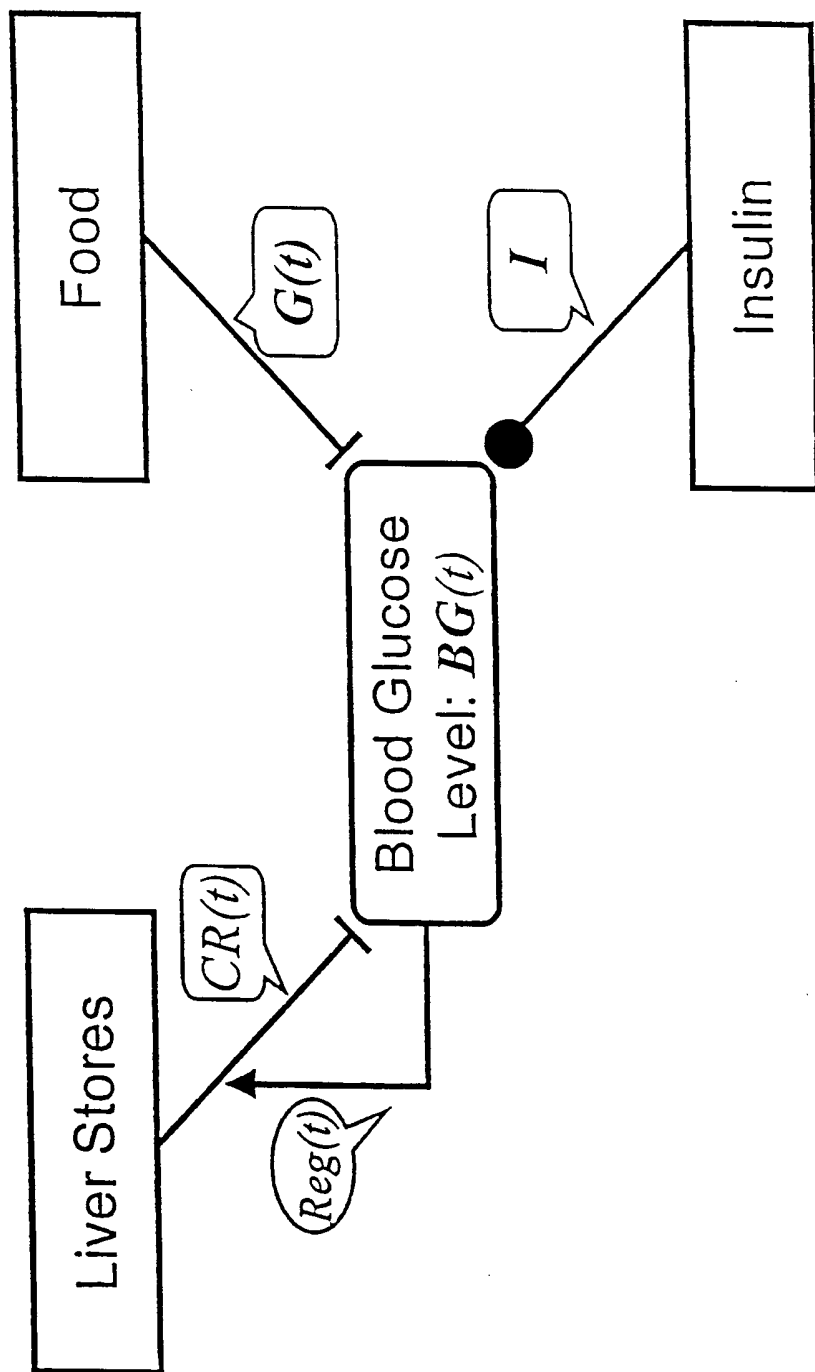 Liver Stores
Food
CR(t)
G(t)
Reg(t)
Blood Glucose
Level: BG(t)
I
Insulin